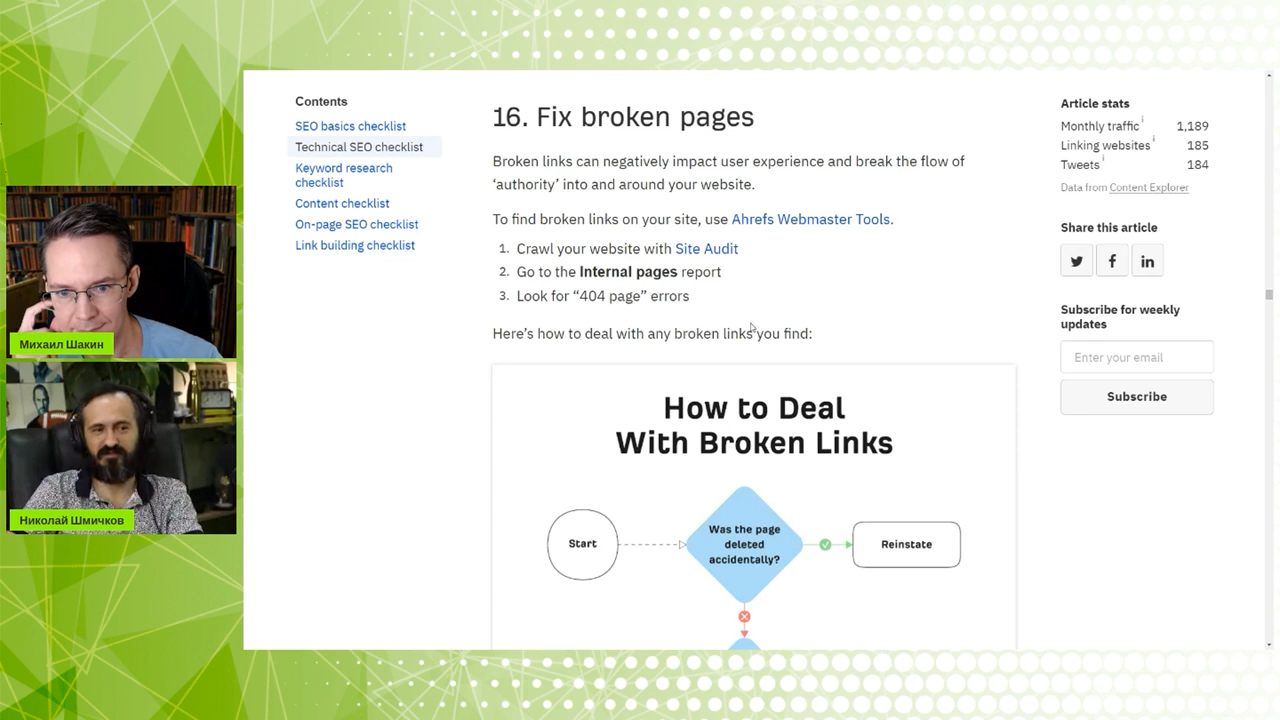 Contents
SEO basics checklist
Technical SEO checklist
Keyword research
checklist
Content checklist
On-page SEO checklist
Link building checklist
16. Fix broken pages
Broken links can negatively impact user experience and break the flow of
‘authority’ into and around your website.
To find broken links on your site, use Ahrefs Webmaster Tools.
1. Crawl your website with Site Audit
2. Go to the Internal pages report
3. Look for “404 page” errors
Here’s how to deal with any broken links you find:
How to Deal
With Broken Links
Start
Was the page
deleted
accidentally?
Reinstate
Article stats
Monthly traffic i 1,189
Linking websites i 185
Tweets i 184
Data from Content Explorer
Share this article
Subscribe for weekly
updates
Enter your email
Subscribe
Михаил Шакин
Николай Шмичков